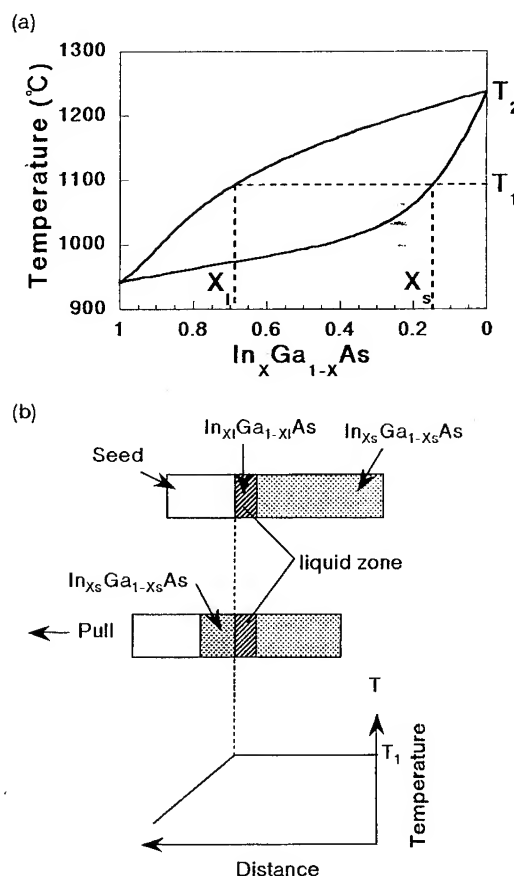 (a)
Temperature (℃)
1300
1200
1100
1000
900
T2
T1
Xl
Xs
1
0.8
0.6
0.4
0.2
0
InXGa1-XAs
(b)
InXlGa1-XlAs
InXsGa1-XsAs
Seed
liquid zone
InXsGa1-XsAs
Pull
T
T1
Temperature
Distance